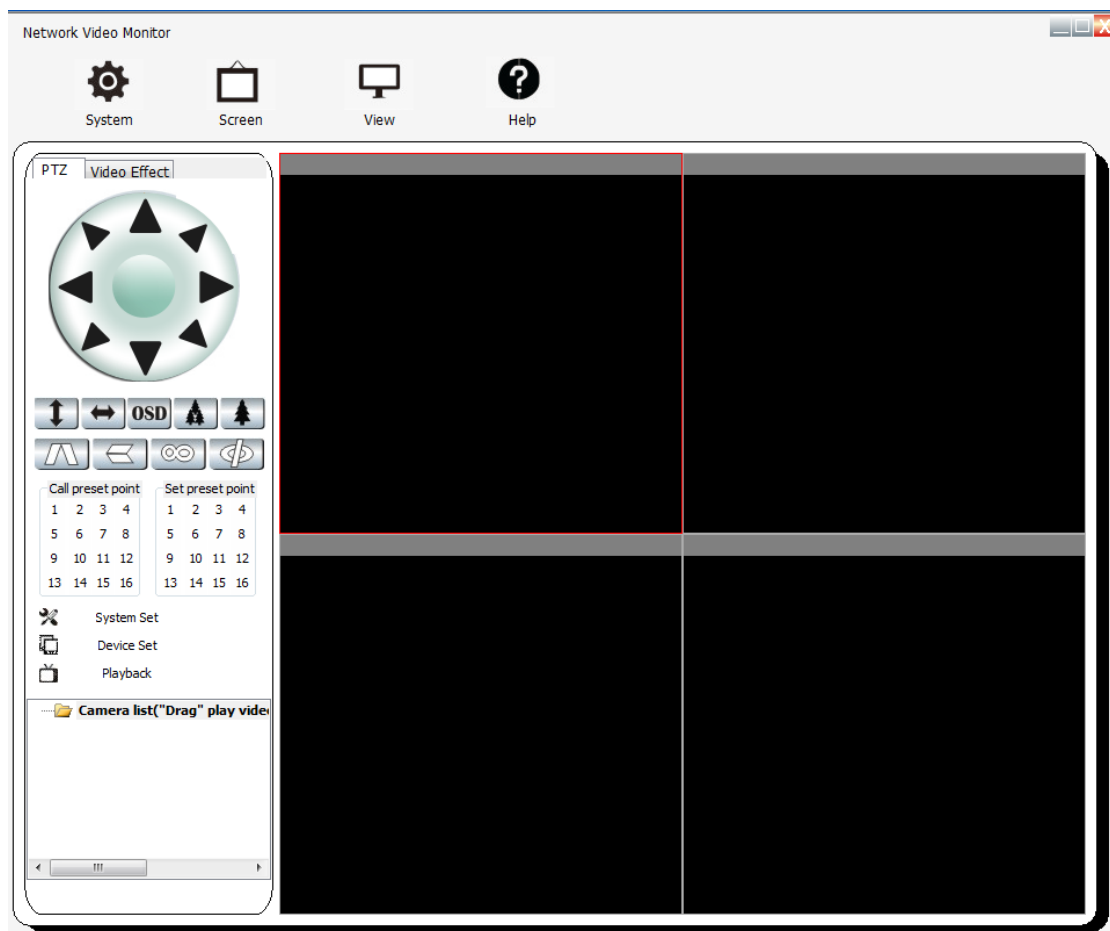 Network Video Monitor
System Screen View Help
PTZ Video Effect
OSD
Call preset point Set preset point
1 2 3 4 1 2 3 4
5 6 7 8 5 6 7 8
9 10 11 12 9 10 11 12
13 14 15 16 13 14 15 16
System Set
Device Set
Playback
Camera list("Drag" play video